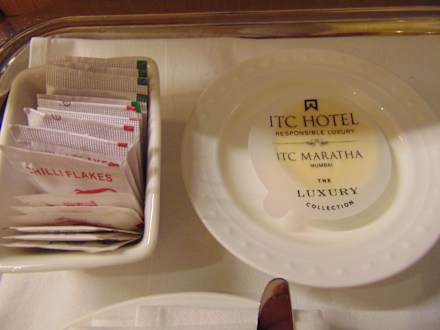 CHILLI FLAKES
ITC HOTEL
RESPONSIBLE LUXURY
ITC MARATHA
MUMBAI
THE
LUXURY
COLLECTION